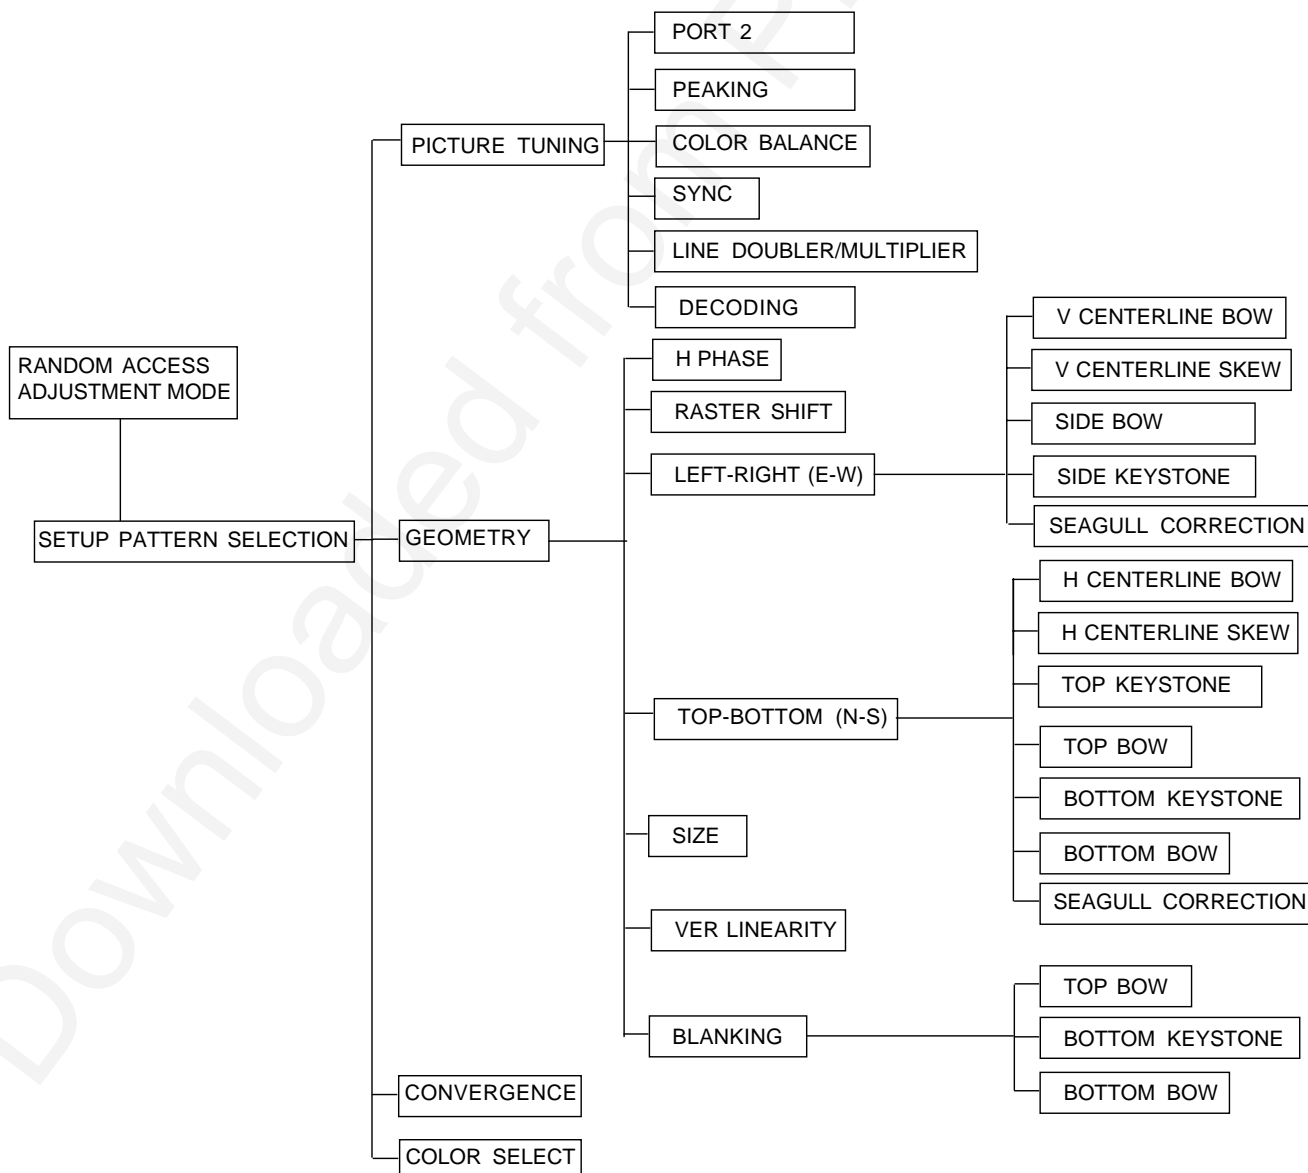 RANDOM ACCESS
ADJUSTMENT MODE
SETUP PATTERN SELECTION
PICTURE TUNING
PORT 2
PEAKING
COLOR BALANCE
SYNC
LINE DOUBLER/MULTIPLIER
DECODING
GEOMETRY
H PHASE
RASTER SHIFT
LEFT-RIGHT (E-W)
V CENTERLINE BOW
V CENTERLINE SKEW
SIDE BOW
SIDE KEYSTONE
SEAGULL CORRECTION
TOP-BOTTOM (N-S)
H CENTERLINE BOW
H CENTERLINE SKEW
TOP KEYSTONE
TOP BOW
BOTTOM KEYSTONE
BOTTOM BOW
SEAGULL CORRECTION
SIZE
VER LINEARITY
BLANKING
TOP BOW
BOTTOM KEYSTONE
BOTTOM BOW
CONVERGENCE
COLOR SELECT
Downloaded from